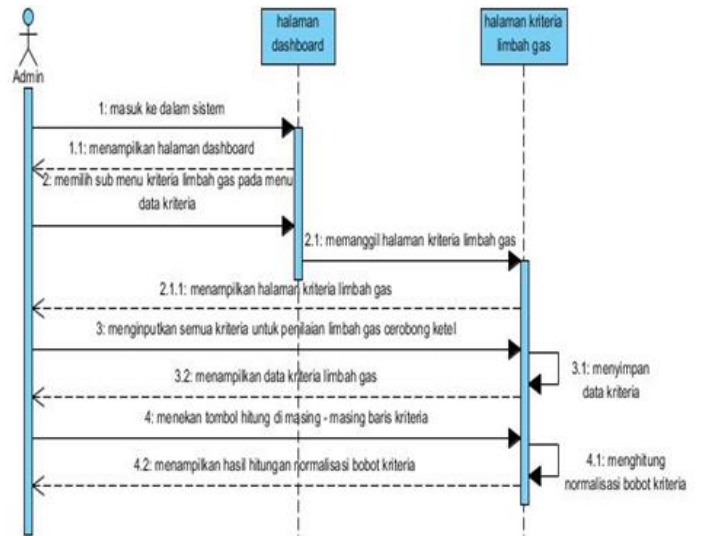 halaman
dashboard
halaman kriteria
limbah gas
Admin
1: masuk ke dalam sistem
1.1: menampilkan halaman dashboard
2: memilih sub menu kriteria limbah gas pada menu
data kriteria
2.1: memanggil halaman kriteria limbah gas
2.1.1: menampilkan halaman kriteria limbah gas
3: menginputkan semua kriteria untuk penilaian limbah gas cerobong ketel
3.1: menyimpan
data kriteria
3.2: menampilkan data kriteria limbah gas
4: menekan tombol hitung di masing - masing baris kriteria
4.1: menghitung
normalisasi bobot kriteria
4.2: menampilkan hasil hitungan normalisasi bobot kriteria